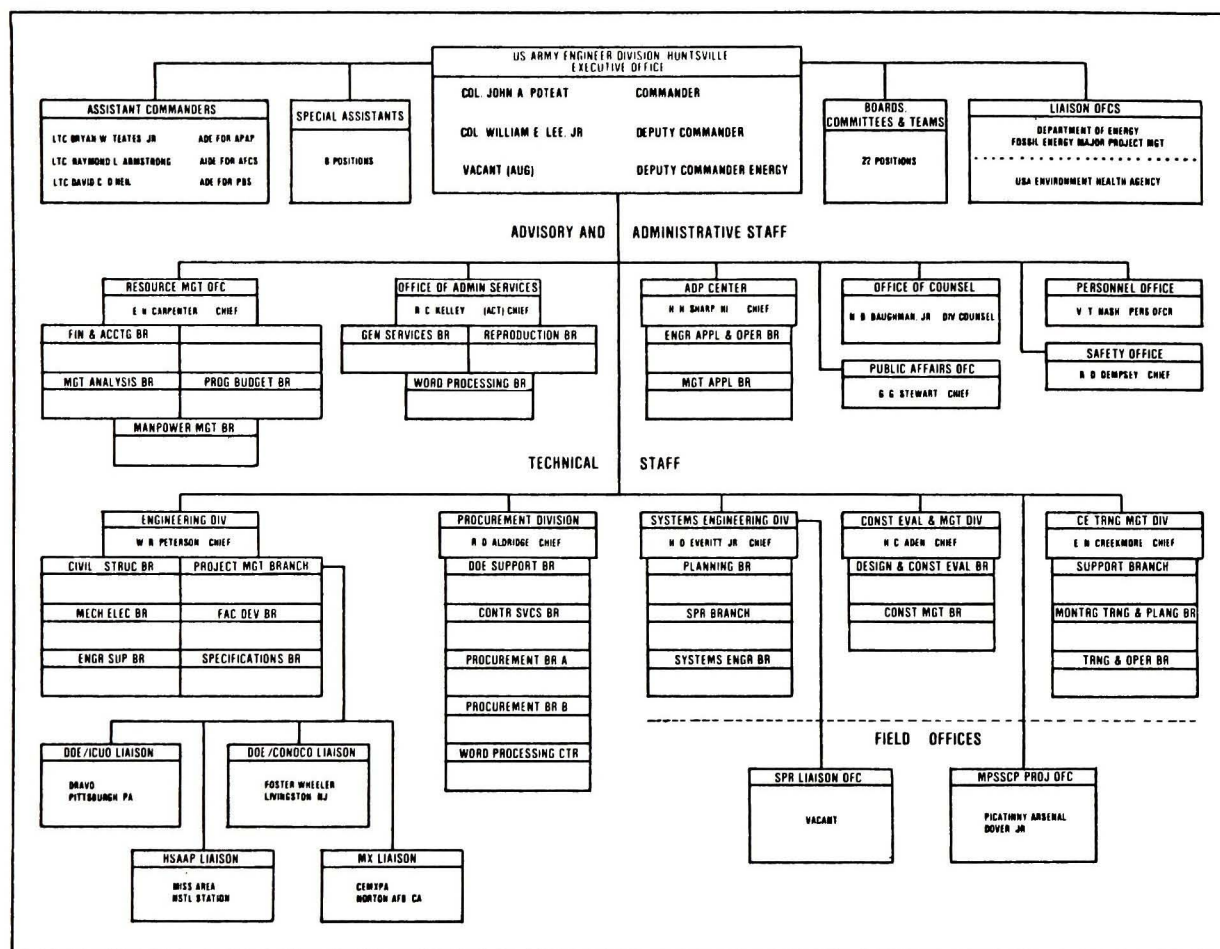 US ARMY ENGINEER DIVISION HUNTSVILLE
EXECUTIVE OFFICE
COL. JOHN A POTEAT COMMANDER
COL WILLIAM E. LEE, JR DEPUTY COMMANDER
VACANT (AUG) DEPUTY COMMANDER ENERGY
ASSISTANT COMMANDERS
LTC BRYAN W TEATES JR ADE FOR APAP
LTC RAYMOND L ARMSTRONG AIDE FOR AFCS
LTC DAVID C O NEIL ADE FOR PBS
SPECIAL ASSISTANTS
POSITIONS
BOARDS,
COMMITTEES & TEAMS
22 POSITIONS
LIAISON OFCS
DEPARTMENT OF ENERGY
FOSSIL ENERGY MAJOR PROJECT MGT
USA ENVIRONMENT HEALTH AGENCY
ADVISORY AND ADMINISTRATIVE STAFF
RESOURCE MGT OFC
E N CARPENTER CHIEF
FIN & ACCTG BR
MGT ANALYSIS BR
PROG BUDGET BR
MANPOWER MGT BR
OFFICE OF ADMIN SERVICES
R C KELLEY (ACT) CHIEF
GEN SERVICES BR
REPRODUCTION BR
WORD PROCESSING BR
ADP CENTER
H N SHARP CHIEF
ENGR APPL & OPER BR
MGT APPL BR
OFFICE OF COUNSEL
BAUGHMAN, JR DIV COUNSEL
PUBLIC AFFAIRS OFC
G G STEWART CHIEF
PERSONNEL OFFICE
V T NASH PERS OFCR
SAFETY OFFICE
R D DEMPSEY CHIEF
TECHNICAL STAFF
ENGINEERING DIV
W R PETERSON CHIEF
CIVIL STRUC BR
PROJECT MGT BRANCH
MECH ELEC BR
FAC DEV BR
ENGR SUP BR
SPECIFICATIONS BR
PROCUREMENT DIVISION
R D ALDRIDGE CHIEF
DOE SUPPORT BR
CONTR SVCS BR
PROCUREMENT BR A
PROCUREMENT BR B
WORD PROCESSING CTR
SYSTEMS ENGINEERING DIV
H D EVERITT JR CHIEF
PLANNING BR
SPR BRANCH
SYSTEMS ENGR BR
CONST EVAL & MGT DIV
H C ADEN CHIEF
DESIGN & CONST EVAL BR
CONST MGT BR
CE TRNG MGT DIV
E N CREEKMORE CHIEF
SUPPORT BRANCH
MONTRG TRNG & PLANG BR
TRNG & OPER BR
FIELD OFFICES
DOE/ICUO LIAISON
DRAVO
PITTSBURGH PA
DOE/CONOCO LIAISON
FOSTER WHEELER
LIVINGSTON NJ
HSAAP LIAISON
MISS AREA
NSTL STATION
MX LIAISON
CEMXPA
NORTON AFB CA
SPR LIAISON OFC
VACANT
MPSSCP PROJ OFC
PICATINNY ARSENAL
DOVER JR